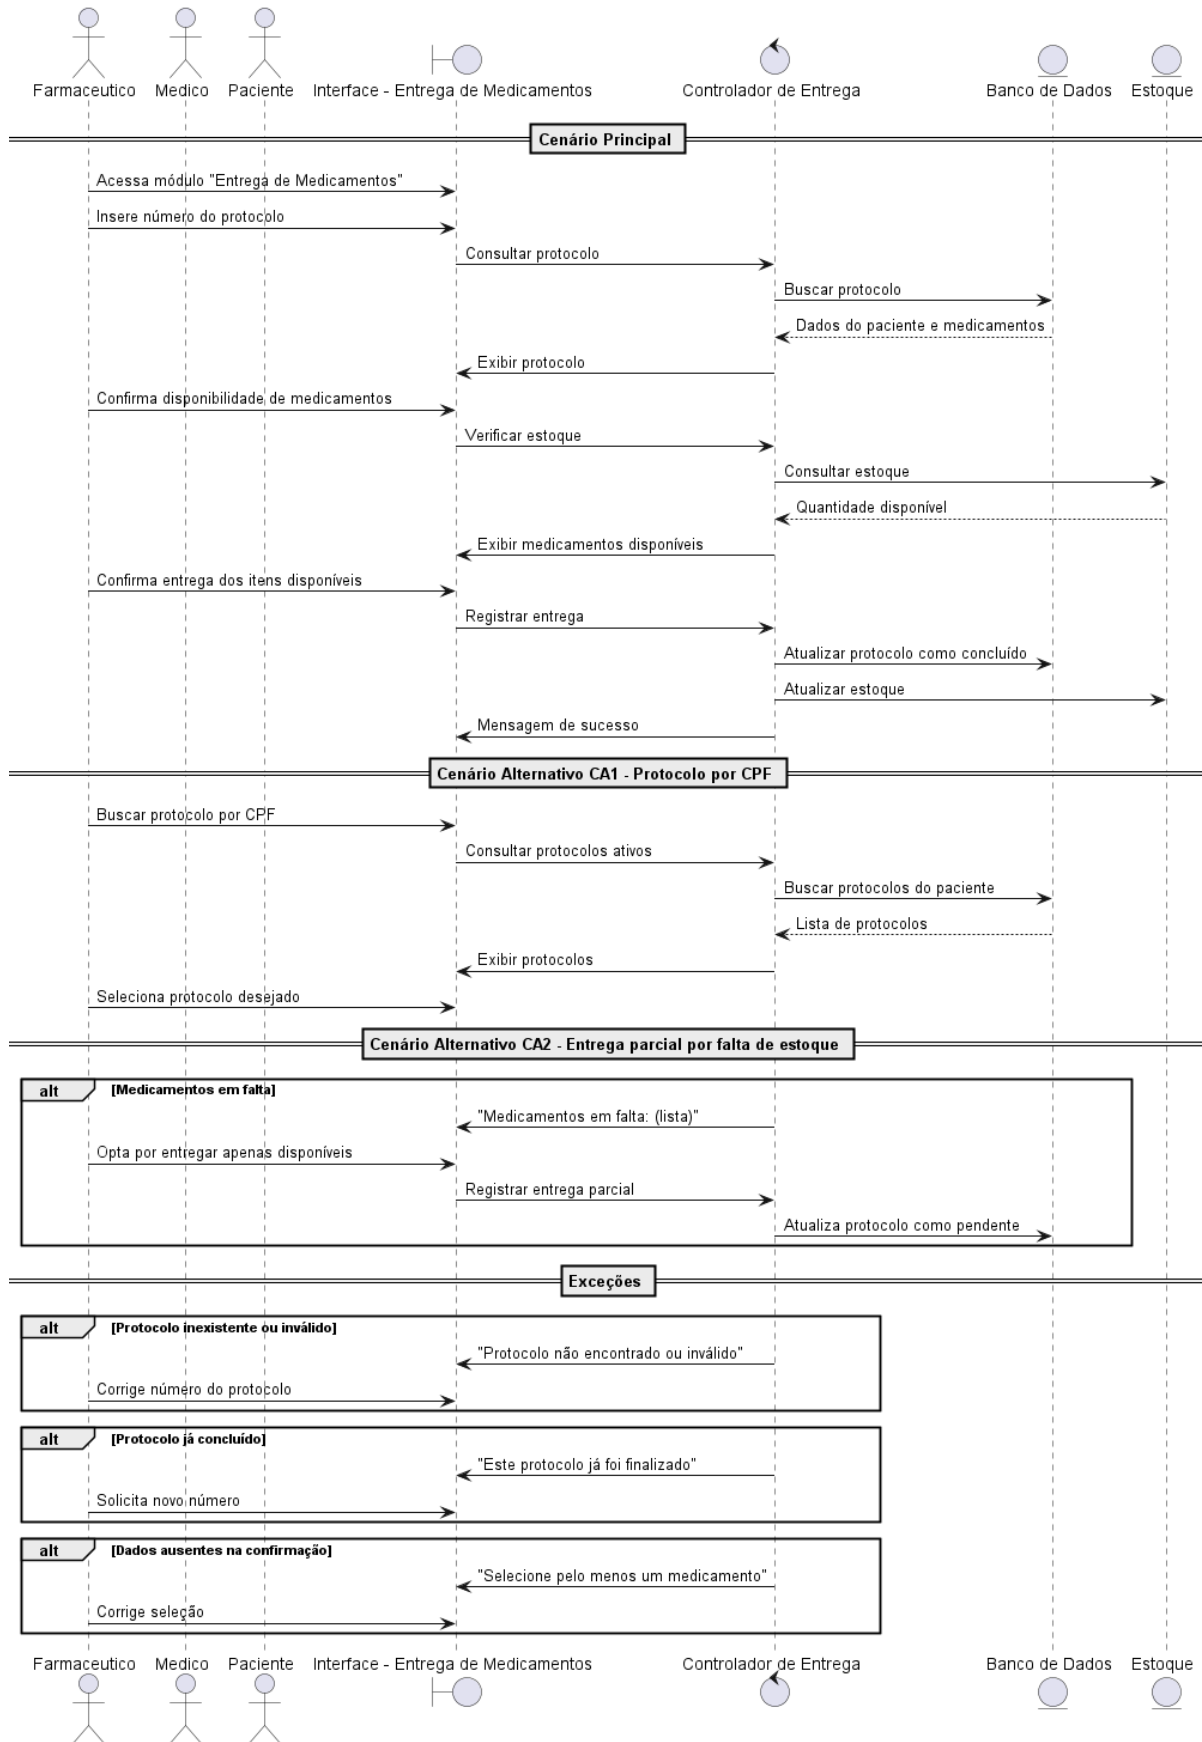 Farmaceutico Medico Paciente Interface - Entrega de Medicamentos Controlador de Entrega Banco de Dados Estoque
Cenário Principal
Acessa módulo "Entrega de Medicamentos"
Insere número do protocolo
Consultar protocolo
Buscar protocolo
Dados do paciente e medicamentos
Exibir protocolo
Confirma disponibilidade de medicamentos
Verificar estoque
Consultar estoque
Quantidade disponível
Exibir medicamentos disponíveis
Confirma entrega dos itens disponíveis
Registrar entrega
Atualizar protocolo como concluído
Atualizar estoque
Mensagem de sucesso
Cenário Alternativo CA1 - Protocolo por CPF
Buscar protocolo por CPF
Consultar protocolos ativos
Buscar protocolos do paciente
Lista de protocolos
Exibir protocolos
Seleciona protocolo desejado
Cenário Alternativo CA2 - Entrega parcial por falta de estoque
alt [Medicamentos em falta]
"Medicamentos em falta: (lista)"
Opta por entregar apenas disponíveis
Registrar entrega parcial
Atualiza protocolo como pendente
Exceções
alt [Protocolo inexistente ou inválido]
"Protocolo não encontrado ou inválido"
Corrige número do protocolo
alt [Protocolo já concluído]
"Este protocolo já foi finalizado"
Solicita novo número
alt [Dados ausentes na confirmação]
"Selecione pelo menos um medicamento"
Corrige seleção
Farmaceutico Medico Paciente Interface - Entrega de Medicamentos Controlador de Entrega Banco de Dados Estoque